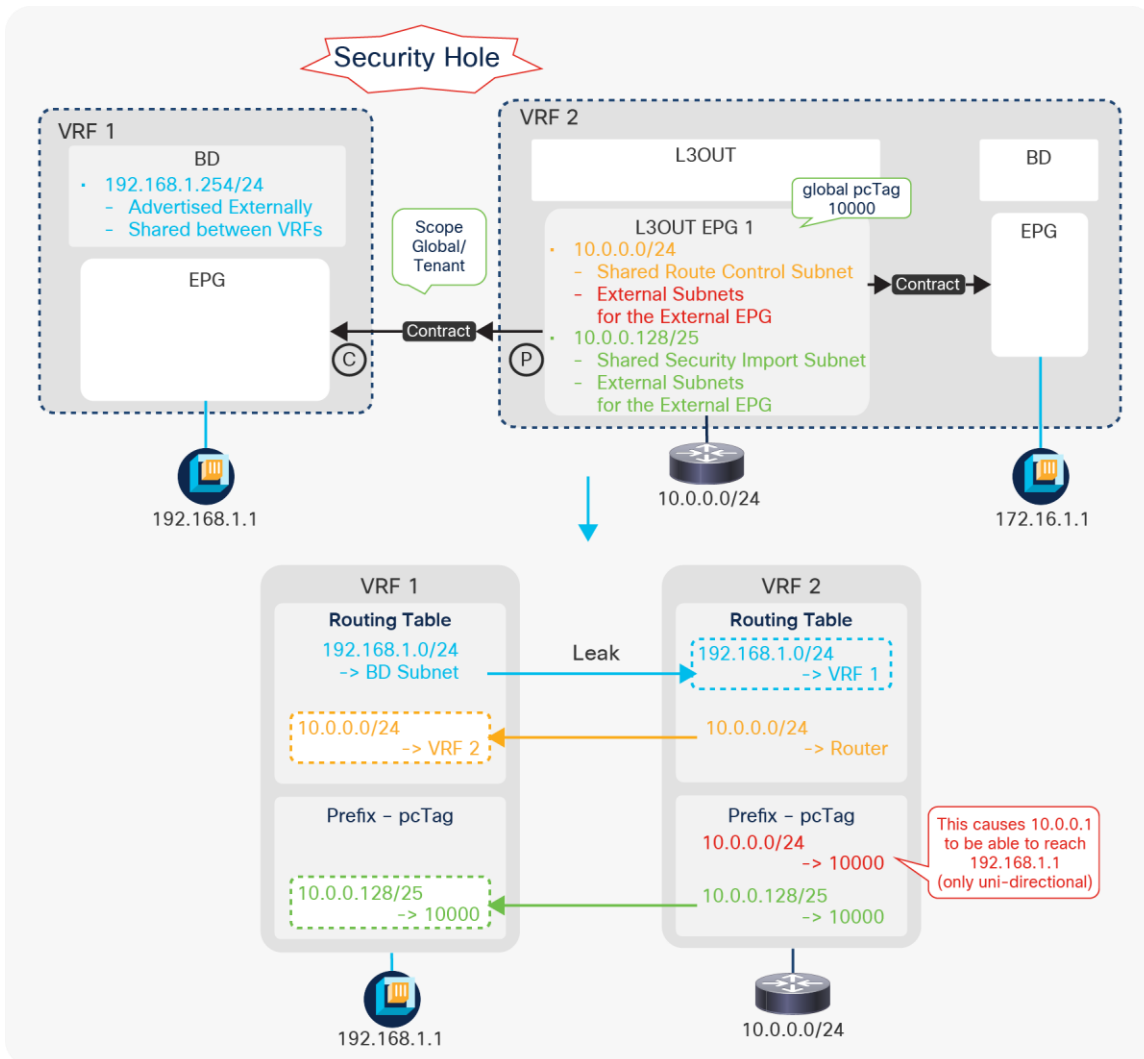 Security Hole
VRF 1
BD
• 192.168.1.254/24
- Advertised Externally
- Shared between VRFs
EPG
Scope
Global/
Tenant
Contract
C
P
VRF 2
L3OUT
BD
global pcTag
10000
L3OUT EPG 1
• 10.0.0.0/24
- Shared Route Control Subnet
- External Subnets
for the External EPG
• 10.0.0.128/25
- Shared Security Import Subnet
- External Subnets
for the External EPG
Contract
EPG
192.168.1.1
10.0.0.0/24
172.16.1.1
VRF 1
Routing Table
192.168.1.0/24
-> BD Subnet
10.0.0.0/24
-> VRF 2
Prefix - pcTag
10.0.0.128/25
-> 10000
192.168.1.1
Leak
VRF 2
Routing Table
192.168.1.0/24
-> VRF 1
10.0.0.0/24
-> Router
Prefix - pcTag
10.0.0.0/24
-> 10000
10.0.0.128/25
-> 10000
This causes 10.0.0.1
to be able to reach
192.168.1.1
(only uni-directional)
10.0.0.0/24